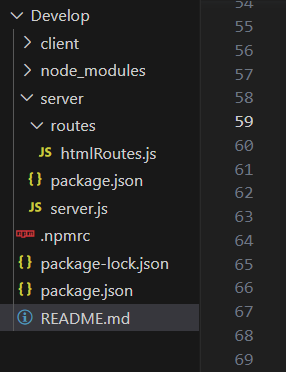 Develop
client
node_modules
server
routes
JS htmlRoutes.js
{} package.json
JS server.js
npm .npmrc
{} package-lock.json
{} package.json
README.md
54
55
56
57
58
59
60
61
62
63
64
65
66
67
68
69